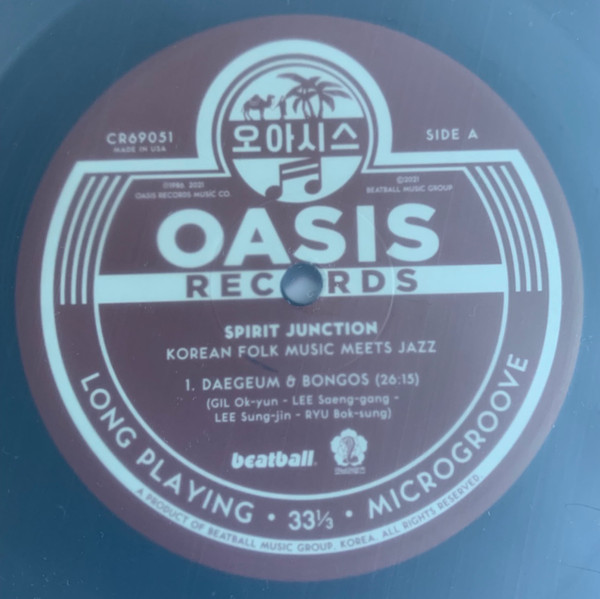 CR69051
MADE IN USA
오아시스
SIDE A
℗1986, 2021
OASIS RECORDS MUSIC CO.
©2021
BEATBALL MUSIC GROUP
OASIS
RECORDS
SPIRIT JUNCTION
KOREAN FOLK MUSIC MEETS JAZZ
1. DAEGEUM & BONGOS (26:15)
(GIL Ok-yun - LEE Saeng-gang -
LEE Sung-jin - RYU Bok-sung)
beatball®
LONG PLAYING • 33⅓ • MICROGROOVE
A PRODUCT OF BEATBALL MUSIC GROUP, KOREA. ALL RIGHTS RESERVED.